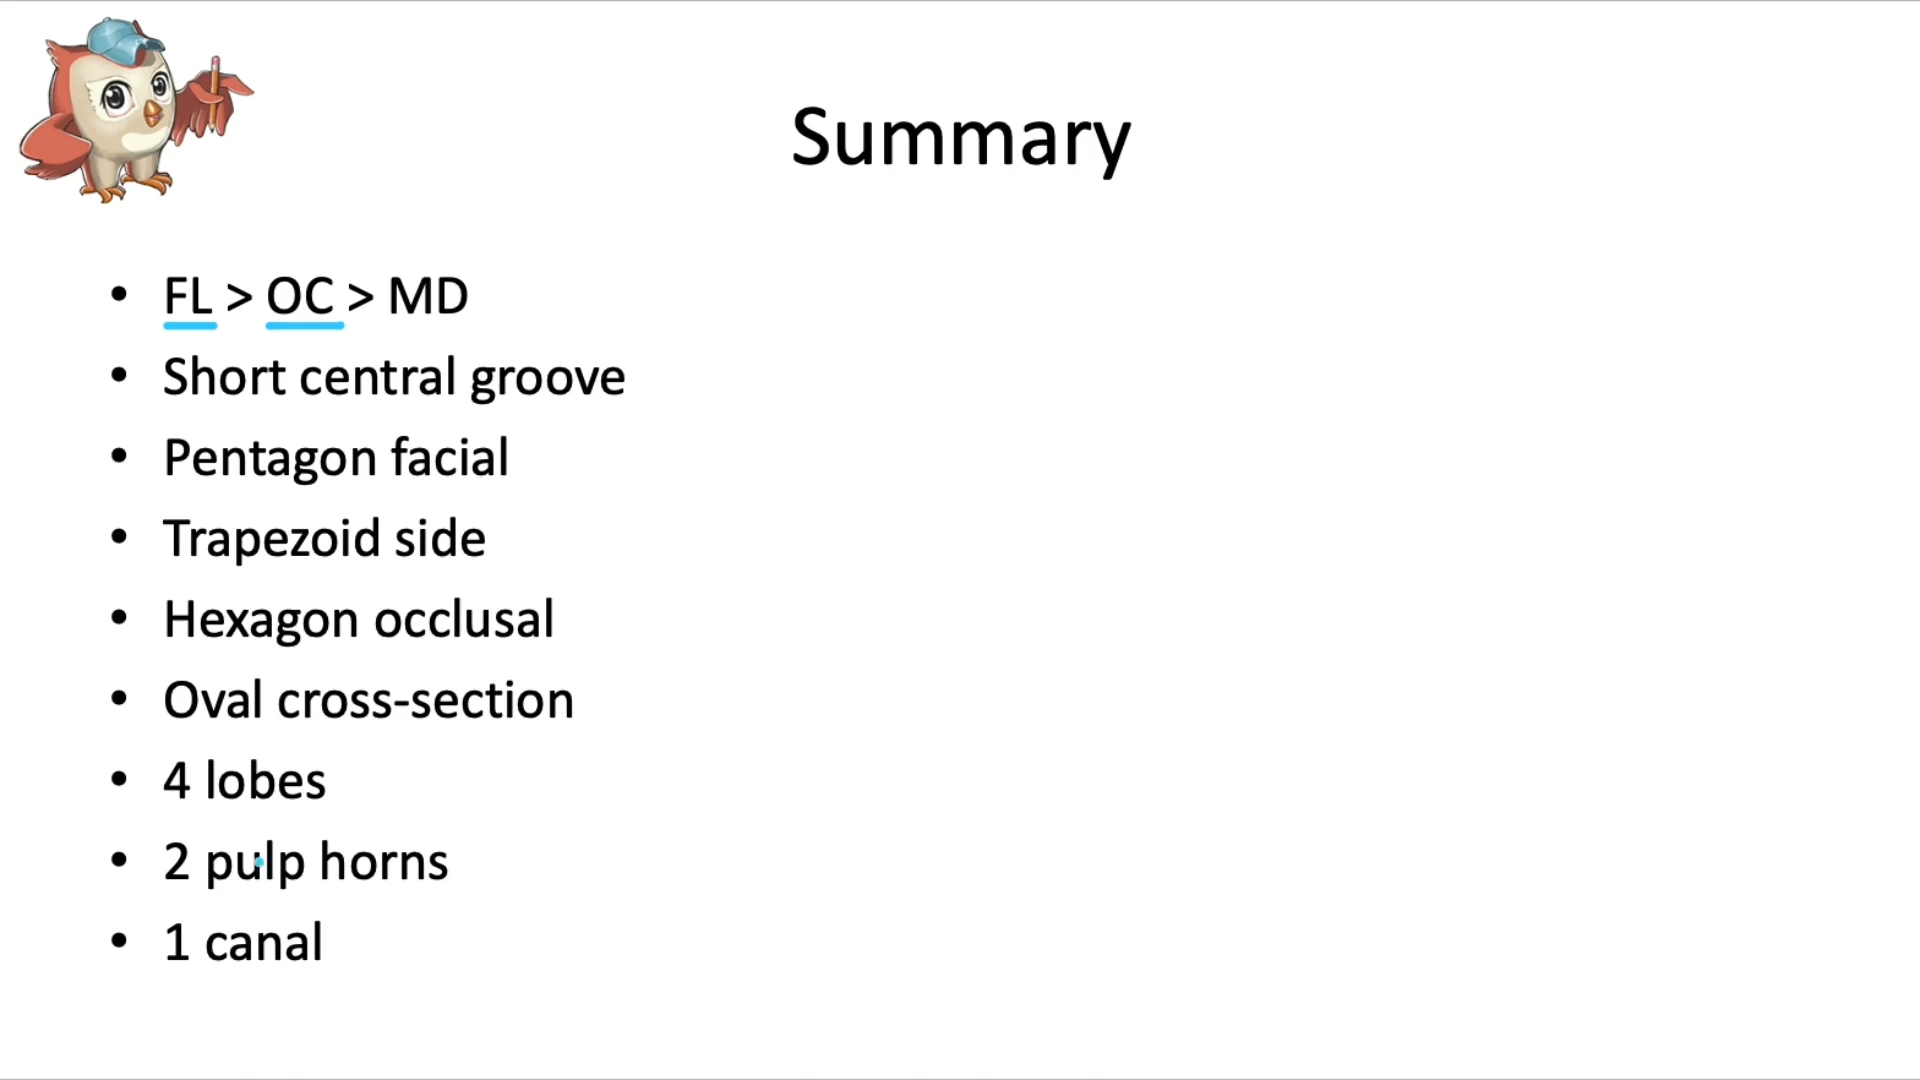 Summary
• FL > OC > MD
• Short central groove
• Pentagon facial
• Trapezoid side
• Hexagon occlusal
• Oval cross-section
• 4 lobes
• 2 pulp horns
• 1 canal